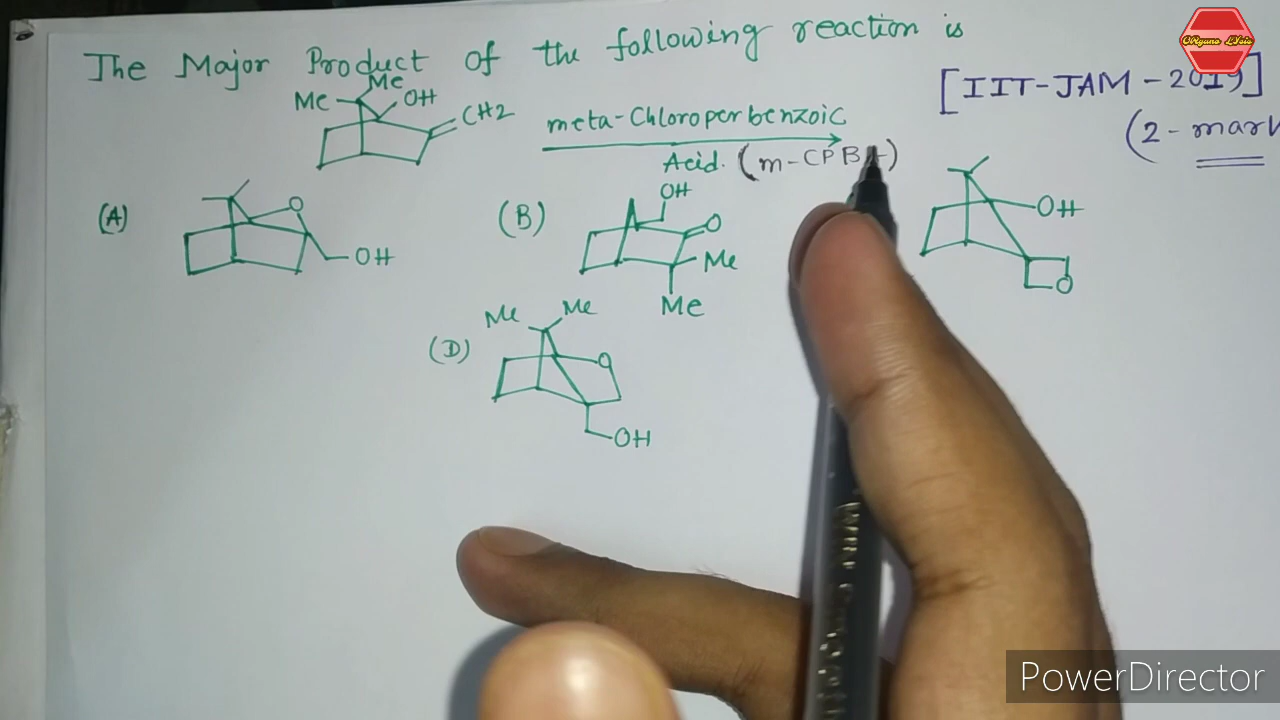 The Major Product of the following reaction is
[IIT-JAM-2019]
(2-mark
Me
Me
OH
CH2
meta-Chloroperbenzoic
Acid. (m-CPBA)
(A)
O
OH
(B)
OH
O
Me
Me
OH
O
(D)
Me
Me
O
OH
PowerDirector